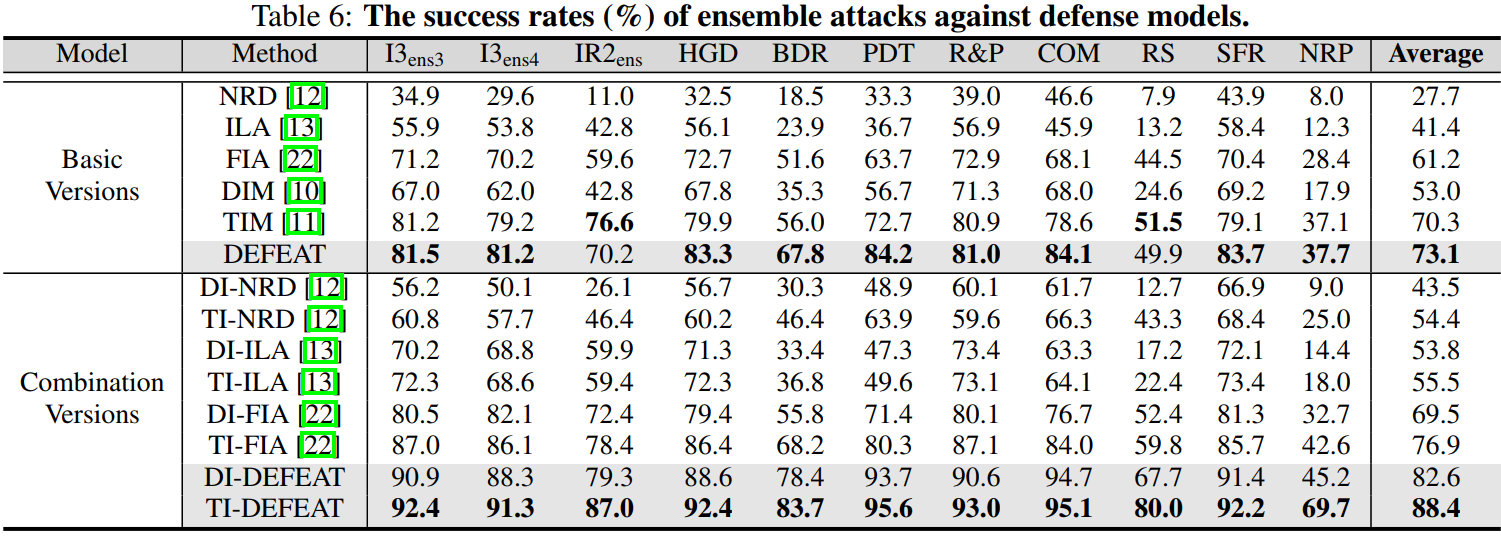 Table 6: The success rates (%) of ensemble attacks against defense models.
Model Method I3ens3 I3ens4 IR2ens HGD BDR PDT R&P COM RS SFR NRP Average
Basic Versions
NRD [12] 34.9 29.6 11.0 32.5 18.5 33.3 39.0 46.6 7.9 43.9 8.0 27.7
ILA [13] 55.9 53.8 42.8 56.1 23.9 36.7 56.9 45.9 13.2 58.4 12.3 41.4
FIA [22] 71.2 70.2 59.6 72.7 51.6 63.7 72.9 68.1 44.5 70.4 28.4 61.2
DIM [10] 67.0 62.0 42.8 67.8 35.3 56.7 71.3 68.0 24.6 69.2 17.9 53.0
TIM [11] 81.2 79.2 76.6 79.9 56.0 72.7 80.9 78.6 51.5 79.1 37.1 70.3
DEFEAT 81.5 81.2 70.2 83.3 67.8 84.2 81.0 84.1 49.9 83.7 37.7 73.1
Combination Versions
DI-NRD [12] 56.2 50.1 26.1 56.7 30.3 48.9 60.1 61.7 12.7 66.9 9.0 43.5
TI-NRD [12] 60.8 57.7 46.4 60.2 46.4 63.9 59.6 66.3 43.3 68.4 25.0 54.4
DI-ILA [13] 70.2 68.8 59.9 71.3 33.4 47.3 73.4 63.3 17.2 72.1 14.4 53.8
TI-ILA [13] 72.3 68.6 59.4 72.3 36.8 49.6 73.1 64.1 22.4 73.4 18.0 55.5
DI-FIA [22] 80.5 82.1 72.4 79.4 55.8 71.4 80.1 76.7 52.4 81.3 32.7 69.5
TI-FIA [22] 87.0 86.1 78.4 86.4 68.2 80.3 87.1 84.0 59.8 85.7 42.6 76.9
DI-DEFEAT 90.9 88.3 79.3 88.6 78.4 93.7 90.6 94.7 67.7 91.4 45.2 82.6
TI-DEFEAT 92.4 91.3 87.0 92.4 83.7 95.6 93.0 95.1 80.0 92.2 69.7 88.4